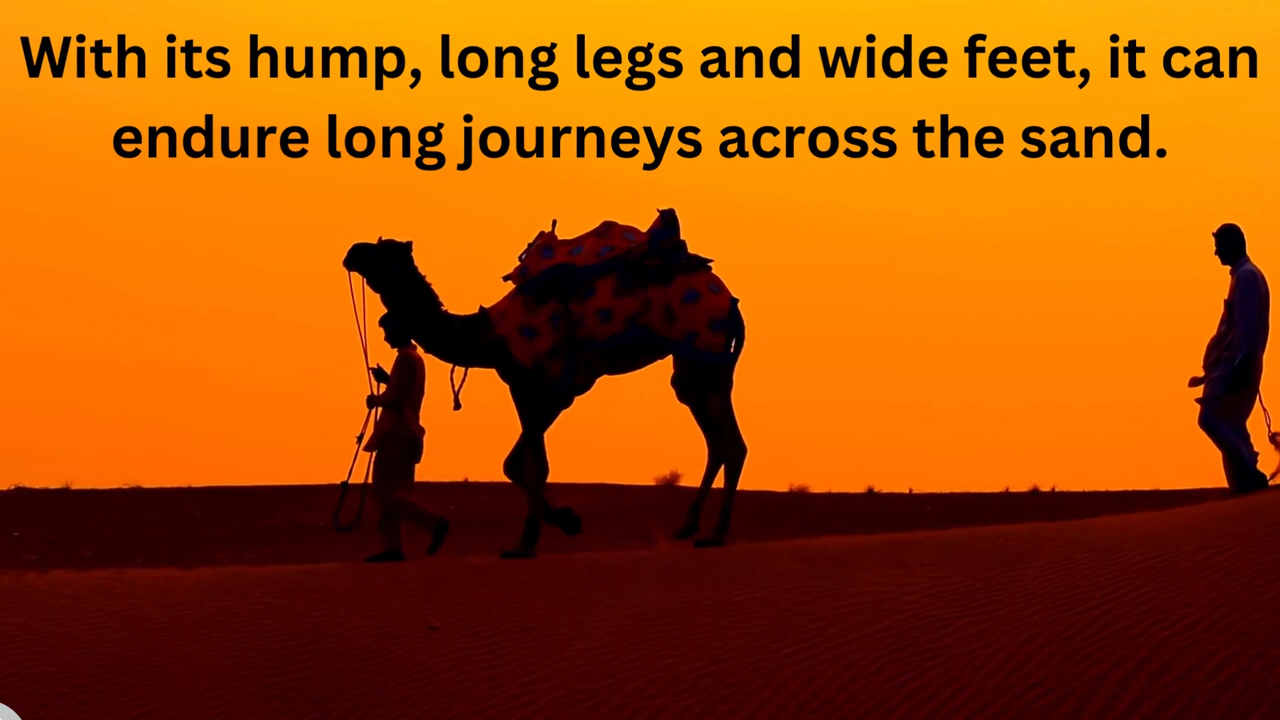 With its hump, long legs and wide feet, it can
endure long journeys across the sand.